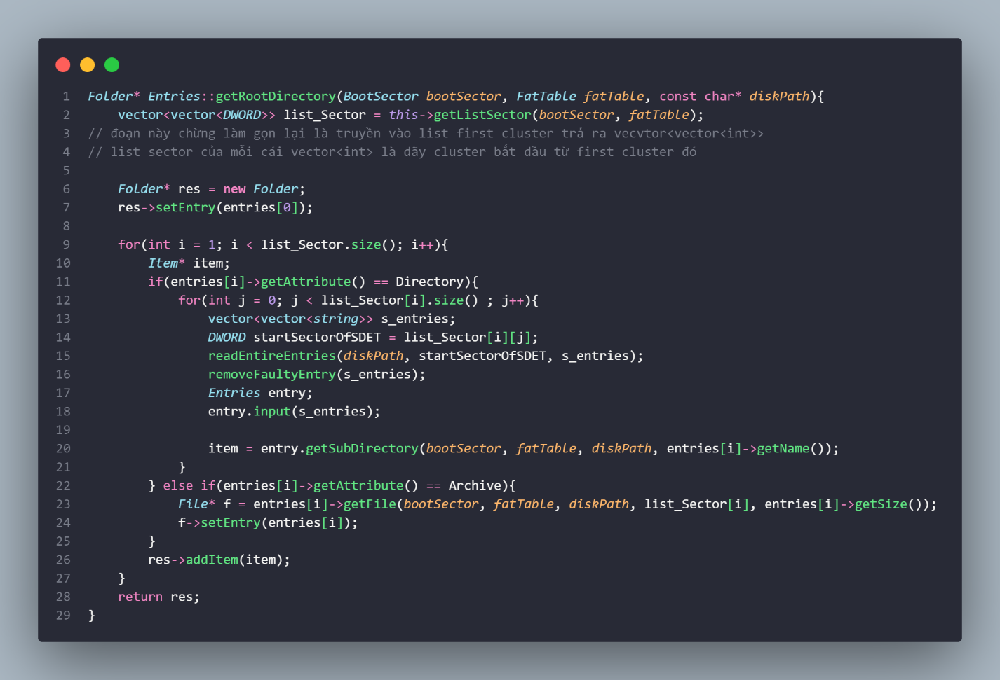 1 Folder* Entries::getRootDirectory(BootSector bootSector, FatTable fatTable, const char* diskPath){
2     vector<vector<DWORD>> list_Sector = this->getListSector(bootSector, fatTable);
3 // đoạn này chừng làm gọn lại là truyền vào list first cluster trả ra vecvtor<vector<int>>
4 // list sector của mỗi cái vector<int> là dãy cluster bắt dầu từ first cluster đó
5
6     Folder* res = new Folder;
7     res->setEntry(entries[0]);
8
9     for(int i = 1; i < list_Sector.size(); i++){
10         Item* item;
11         if(entries[i]->getAttribute() == Directory){
12             for(int j = 0; j < list_Sector[i].size() ; j++){
13                 vector<vector<string>> s_entries;
14                 DWORD startSectorOfSDET = list_Sector[i][j];
15                 readEntireEntries(diskPath, startSectorOfSDET, s_entries);
16                 removeFaultyEntry(s_entries);
17                 Entries entry;
18                 entry.input(s_entries);
19
20                 item = entry.getSubDirectory(bootSector, fatTable, diskPath, entries[i]->getName());
21             }
22         } else if(entries[i]->getAttribute() == Archive){
23             File* f = entries[i]->getFile(bootSector, fatTable, diskPath, list_Sector[i], entries[i]->getSize());
24             f->setEntry(entries[i]);
25         }
26         res->addItem(item);
27     }
28     return res;
29 }